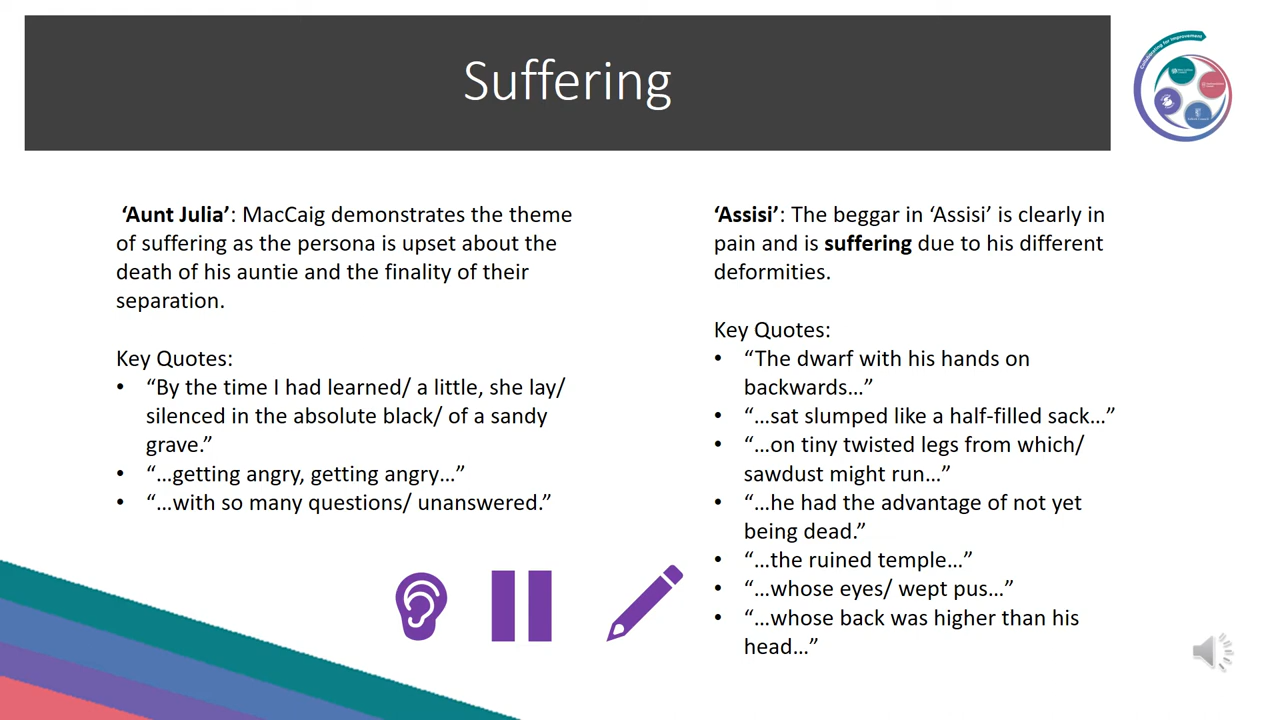 Suffering
Collaborating for Improvement
‘Aunt Julia’: MacCaig demonstrates the theme
of suffering as the persona is upset about the
death of his auntie and the finality of their
separation.
Key Quotes:
• “By the time I had learned/ a little, she lay/
silenced in the absolute black/ of a sandy
grave.”
• “…getting angry, getting angry…”
• “…with so many questions/ unanswered.”
‘Assisi’: The beggar in ‘Assisi’ is clearly in
pain and is suffering due to his different
deformities.
Key Quotes:
• “The dwarf with his hands on
backwards…”
• “…sat slumped like a half-filled sack…”
• “…on tiny twisted legs from which/
sawdust might run…”
• “…he had the advantage of not yet
being dead.”
• “…the ruined temple…”
• “…whose eyes/ wept pus…”
• “…whose back was higher than his
head…”